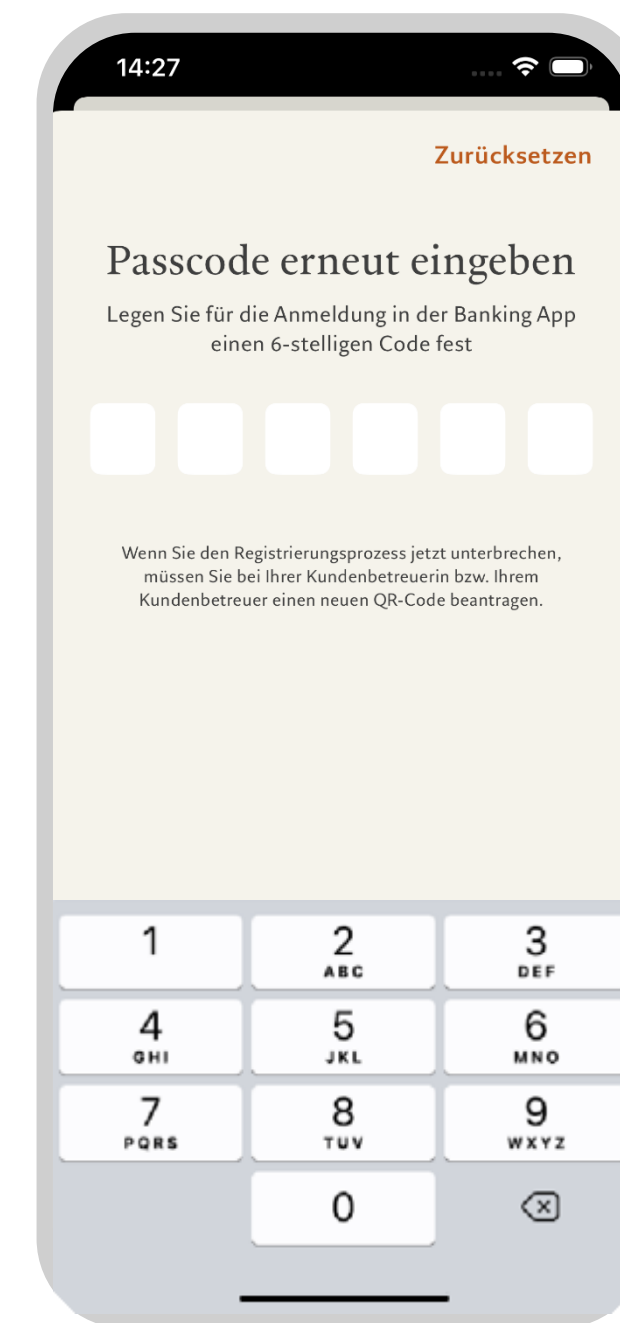 14:27
Zurücksetzen
Passcode erneut eingeben
Legen Sie für die Anmeldung in der Banking App
einen 6-stelligen Code fest
Wenn Sie den Registrierungsprozess jetzt unterbrechen,
müssen Sie bei Ihrer Kundenbetreuerin bzw. Ihrem
Kundenbetreuer einen neuen QR-Code beantragen.
1 2 3
ABC DEF
4 5 6
GHI JKL MNO
7 8 9
PQRS TUV WXYZ
0